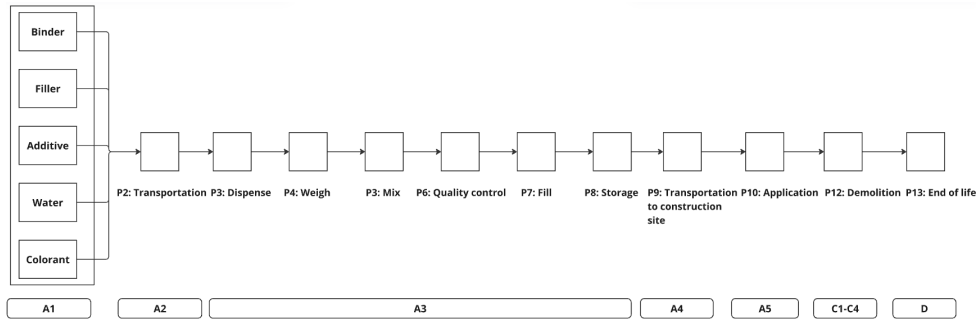 Binder
Filler
Additive
Water
Colorant
P2: Transportation
P3: Dispense
P4: Weigh
P3: Mix
P6: Quality control
P7: Fill
P8: Storage
P9: Transportation
to construction
site
P10: Application
P12: Demolition
P13: End of life
A1
A2
A3
A4
A5
C1-C4
D